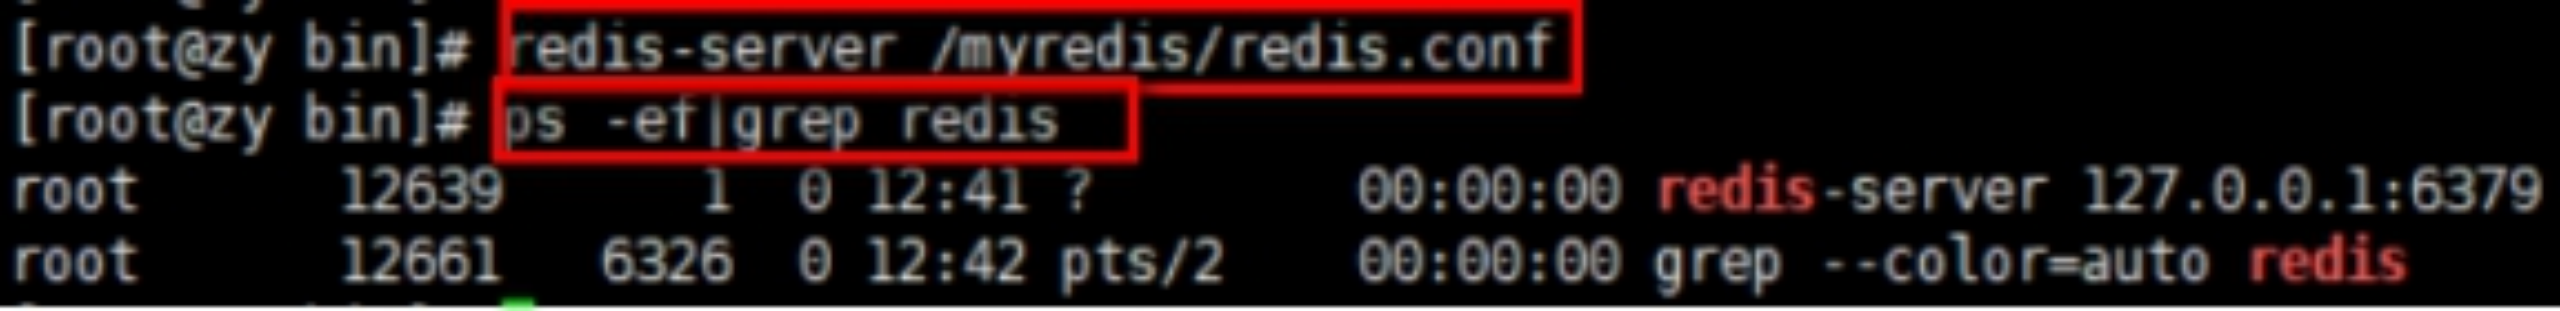 [root@zy bin]# redis-server /myredis/redis.conf
[root@zy bin]# ps -ef|grep redis
root 12639 1 0 12:41 ? 00:00:00 redis-server 127.0.0.1:6379
root 12661 6326 0 12:42 pts/2 00:00:00 grep --color=auto redis